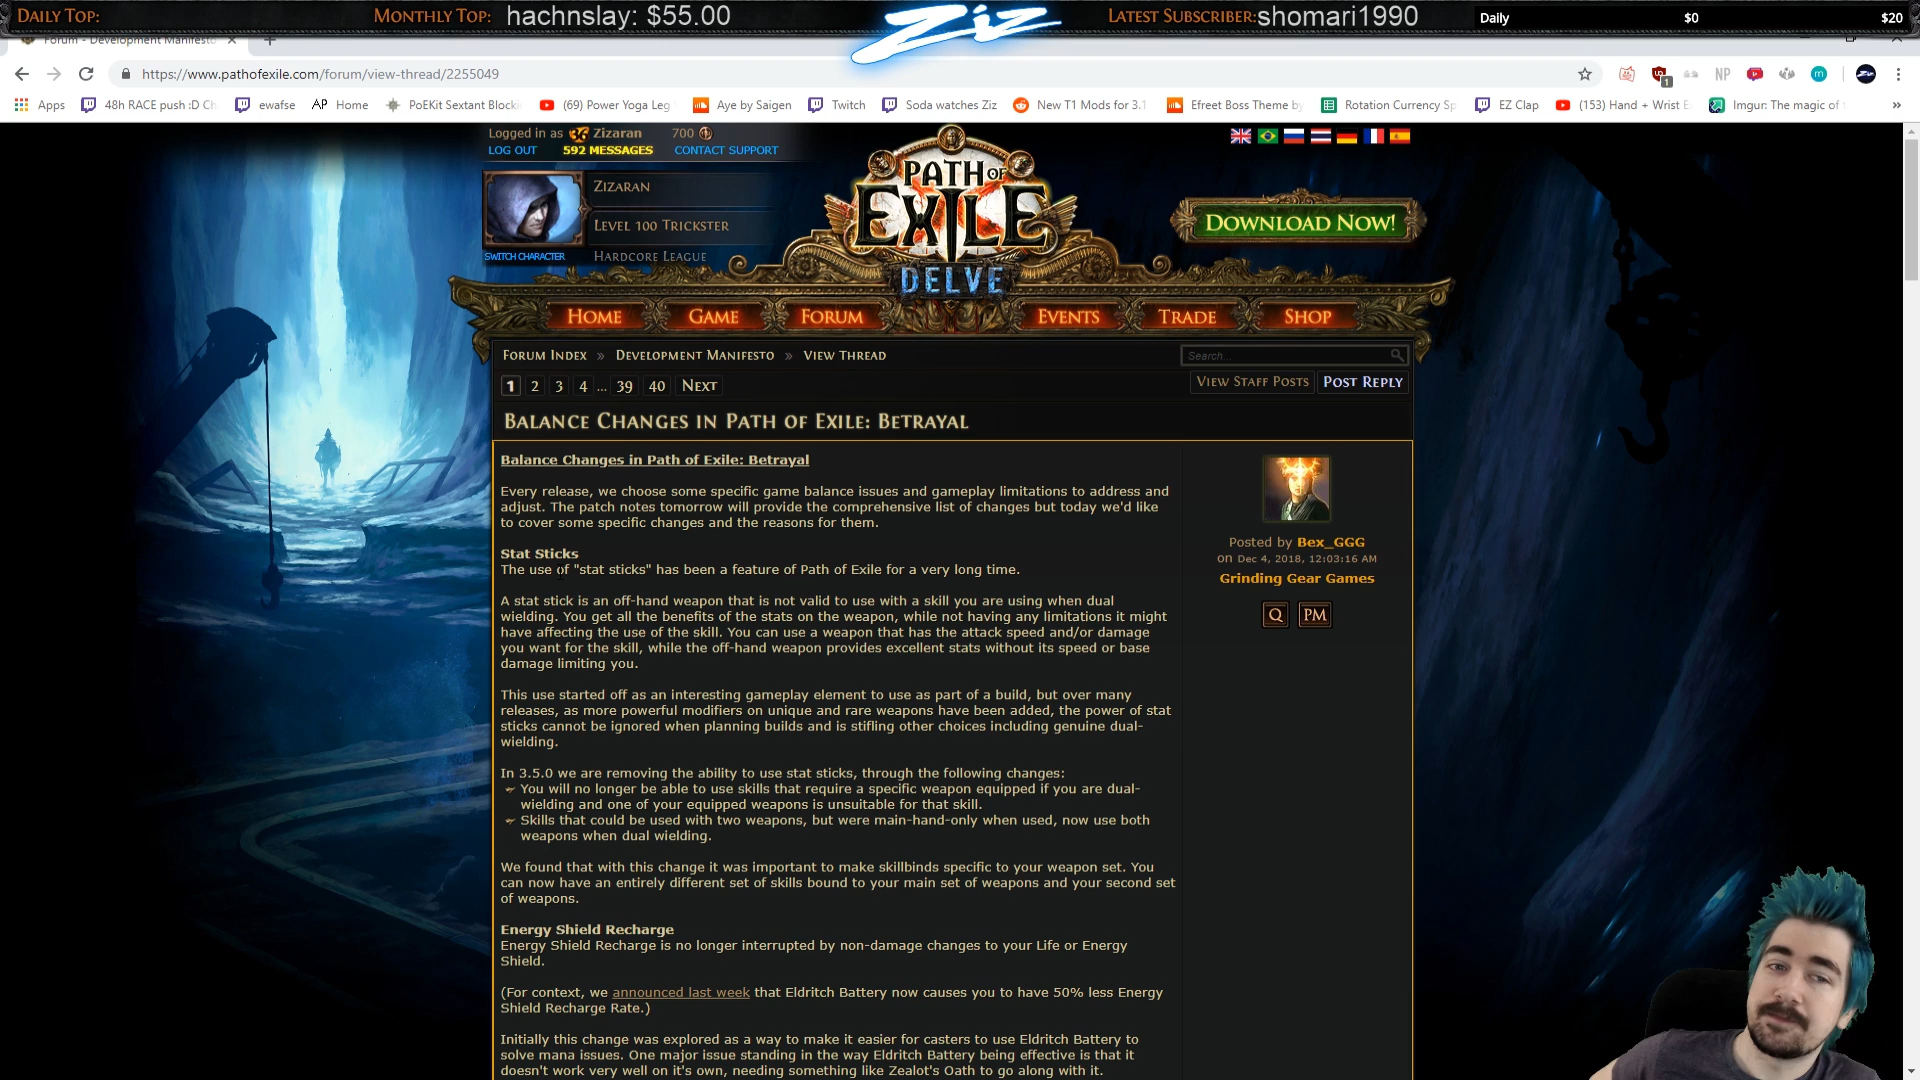 Daily Top:
Monthly Top: hachnslay: $55.00
Ziz
Latest Subscriber: shomari1990
Daily $0 $20
Forum - Development Manifesto
https://www.pathofexile.com/forum/view-thread/2255049
Apps 48h RACE push :D Ch ewafse AP Home PoEKit Sextant Blocki (69) Power Yoga Leg Aye by Saigen Twitch Soda watches Ziz New T1 Mods for 3.1 Efreet Boss Theme by Rotation Currency Sp EZ Clap (153) Hand + Wrist E Imgur: The magic of
Logged in as Zizaran 700
LOG OUT 592 MESSAGES CONTACT SUPPORT
Zizaran
Level 100 Trickster
Hardcore League
SWITCH CHARACTER
PATH OF EXILE
DELVE
Download Now!
Home Game Forum Events Trade Shop
Forum Index » Development Manifesto » View Thread
Search...
1 2 3 4 ... 39 40 Next
View Staff Posts Post Reply
Balance Changes in Path of Exile: Betrayal
Balance Changes in Path of Exile: Betrayal
Every release, we choose some specific game balance issues and gameplay limitations to address and
adjust. The patch notes tomorrow will provide the comprehensive list of changes but today we'd like
to cover some specific changes and the reasons for them.
Stat Sticks
The use of "stat sticks" has been a feature of Path of Exile for a very long time.
A stat stick is an off-hand weapon that is not valid to use with a skill you are using when dual
wielding. You get all the benefits of the stats on the weapon, while not having any limitations it might
have affecting the use of the skill. You can use a weapon that has the attack speed and/or damage
you want for the skill, while the off-hand weapon provides excellent stats without its speed or base
damage limiting you.
This use started off as an interesting gameplay element to use as part of a build, but over many
releases, as more powerful modifiers on unique and rare weapons have been added, the power of stat
sticks cannot be ignored when planning builds and is stifling other choices including genuine dual-
wielding.
In 3.5.0 we are removing the ability to use stat sticks, through the following changes:
You will no longer be able to use skills that require a specific weapon equipped if you are dual-
wielding and one of your equipped weapons is unsuitable for that skill.
Skills that could be used with two weapons, but were main-hand-only when used, now use both
weapons when dual wielding.
We found that with this change it was important to make skillbinds specific to your weapon set. You
can now have an entirely different set of skills bound to your main set of weapons and your second set
of weapons.
Energy Shield Recharge
Energy Shield Recharge is no longer interrupted by non-damage changes to your Life or Energy
Shield.
(For context, we announced last week that Eldritch Battery now causes you to have 50% less Energy
Shield Recharge Rate.)
Initially this change was explored as a way to make it easier for casters to use Eldritch Battery to
solve mana issues. One major issue standing in the way Eldritch Battery being effective is that it
doesn't work very well on it's own, needing something like Zealot's Oath to go along with it.
Posted by Bex_GGG
on Dec 4, 2018, 12:03:16 AM
Grinding Gear Games
Q PM